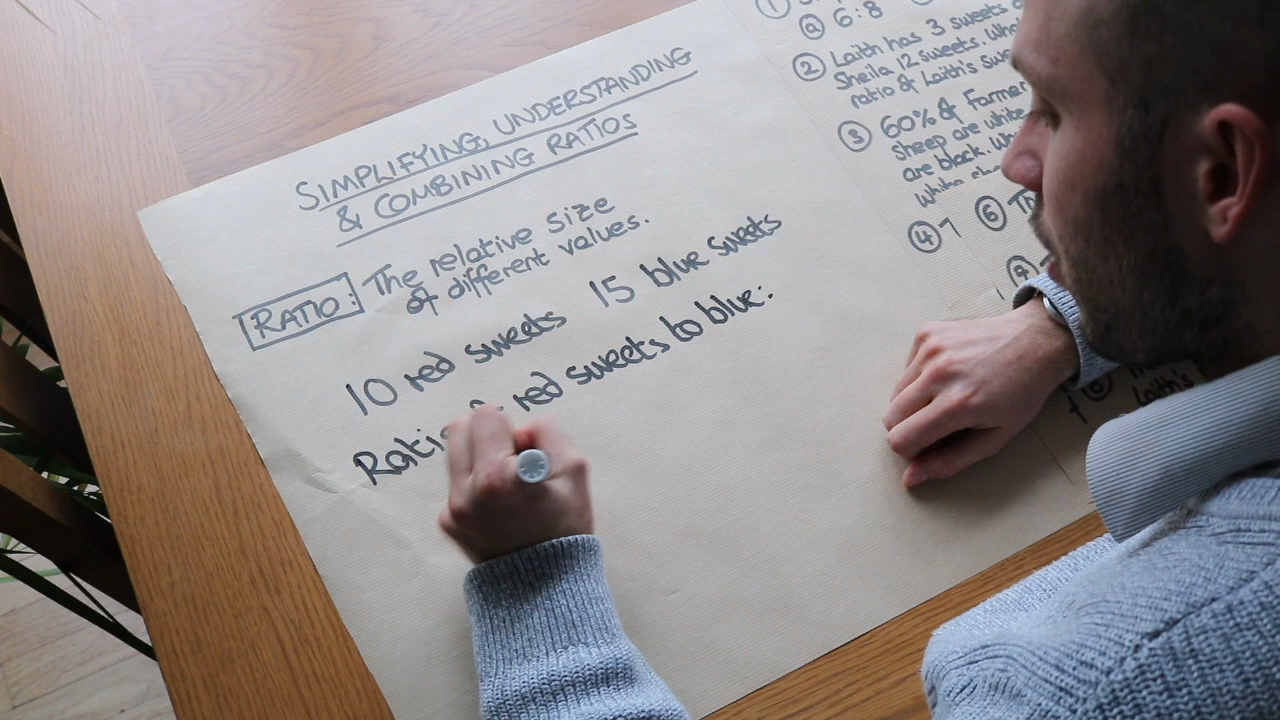 SIMPLIFYING, UNDERSTANDING
& COMBINING RATIOS
RATIO: The relative size
of different values.
10 red sweets 15 blue sweets
red sweets to blue:
①
ⓐ 6:8
② Laith has 3 sweets
Sheila 12 sweets.
ratio of Laith's
③ 60% of Farmer
sheep are white
are black.
④ ⑥
⑨
Laith's